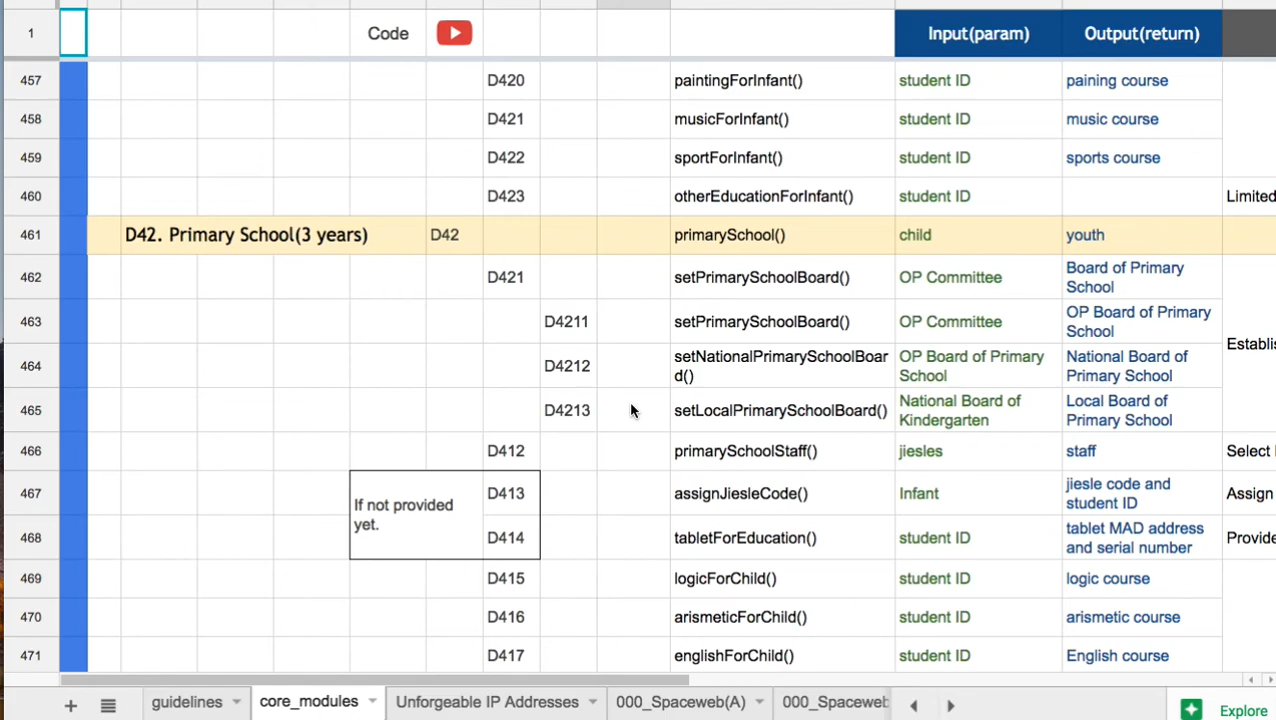 1 Code Input(param) Output(return)
457 D420 paintingForInfant() student ID paining course
458 D421 musicForInfant() student ID music course
459 D422 sportForInfant() student ID sports course
460 D423 otherEducationForInfant() student ID Limited
461 D42. Primary School(3 years) D42 primarySchool() child youth
462 D421 setPrimarySchoolBoard() OP Committee Board of Primary
School
463 D4211 setPrimarySchoolBoard() OP Committee OP Board of Primary
School
Establis
464 D4212 setNationalPrimarySchoolBoar OP Board of Primary National Board of
d() School Primary School
465 D4213 setLocalPrimarySchoolBoard() National Board of Local Board of
Kindergarten Primary School
466 D412 primarySchoolStaff() jiesles staff Select
467 If not provided D413 assignJiesleCode() Infant jiesle code and
yet. student ID Assign
468 D414 tabletForEducation() student ID tablet MAD address
and serial number Provide
469 D415 logicForChild() student ID logic course
470 D416 arismeticForChild() student ID arismetic course
471 D417 englishForChild() student ID English course
+ guidelines core_modules Unforgeable IP Addresses 000_Spaceweb(A) 000_Spaceweb Explore